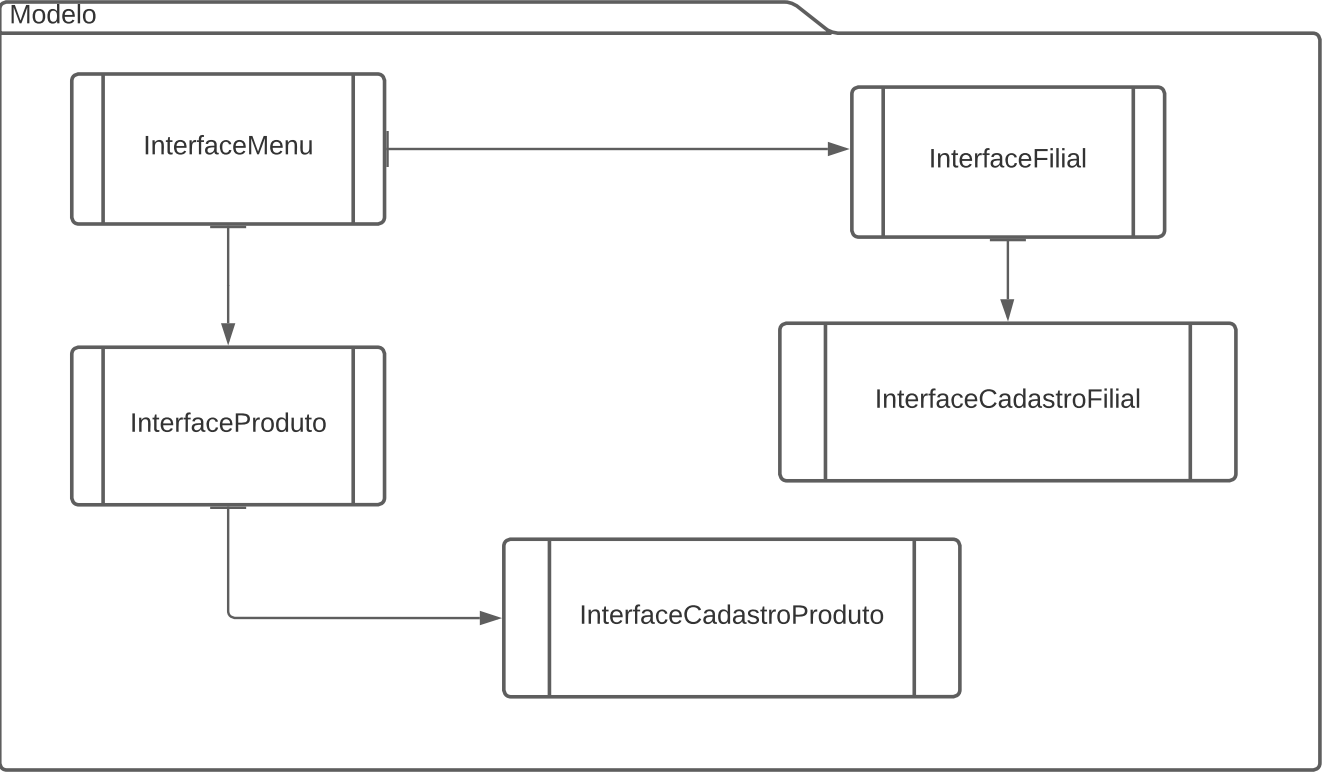 Modelo
InterfaceMenu
InterfaceFilial
InterfaceCadastroFilial
InterfaceProduto
InterfaceCadastroProduto